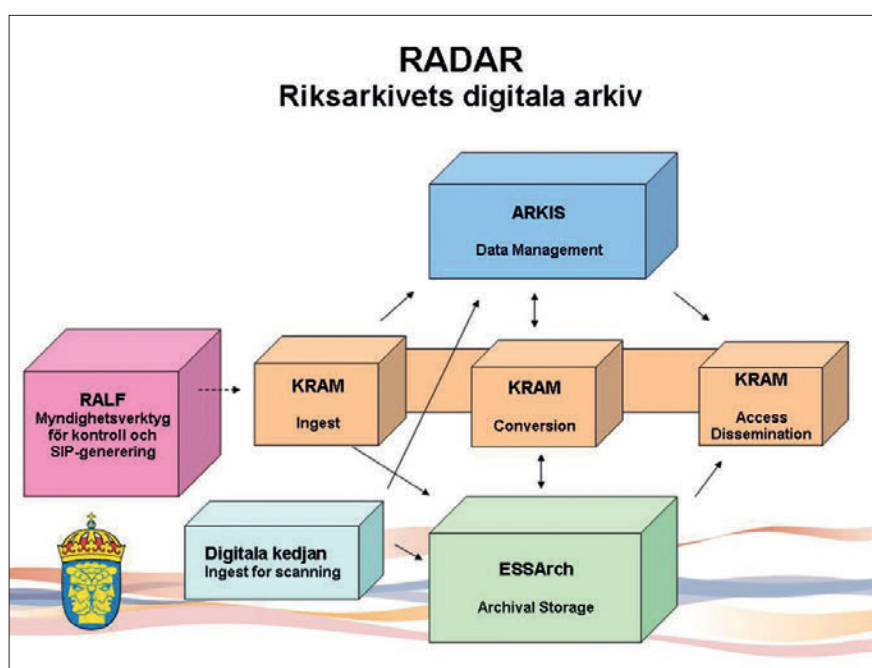 RADAR
Riksarkivets digitala arkiv
ARKIS
Data Management
RALF
Myndighetsverktyg
för kontroll och
SIP-generering
KRAM
Ingest
KRAM
Conversion
KRAM
Access
Dissemination
Digitala kedjan
Ingest for scanning
ESSArch
Archival Storage